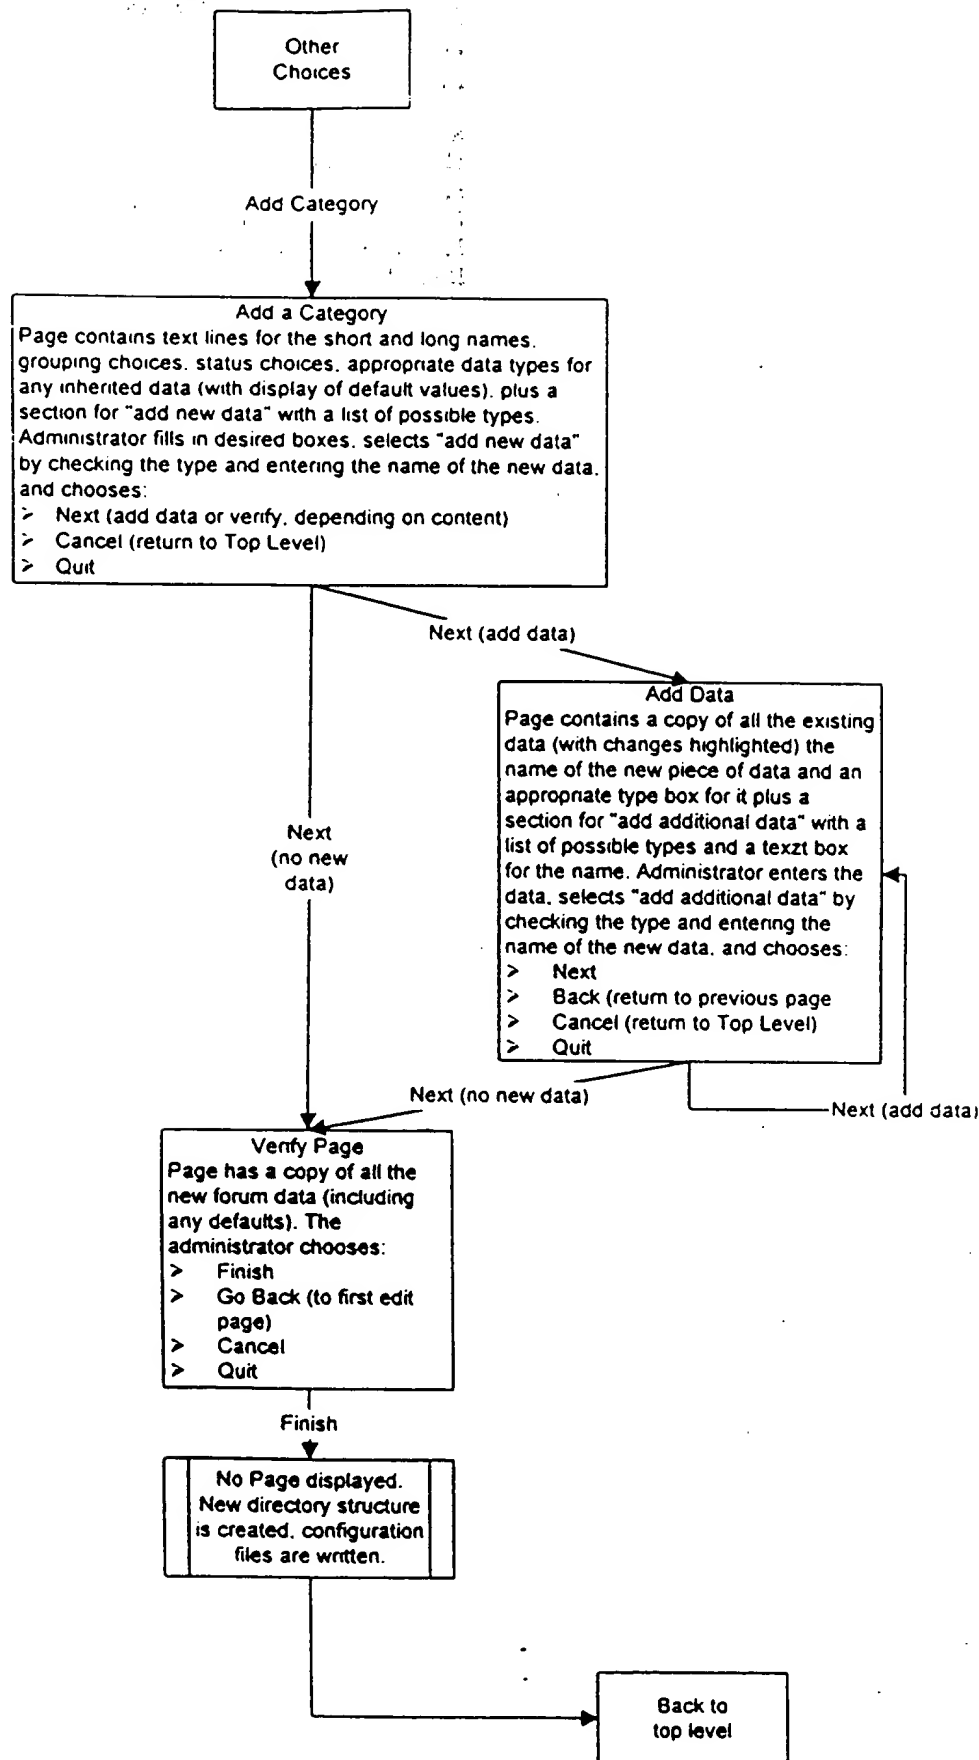 Other
Choices
Add Category
Add a Category
Page contains text lines for the short and long names,
grouping choices, status choices, appropriate data types for
any inherited data (with display of default values), plus a
section for "add new data" with a list of possible types.
Administrator fills in desired boxes, selects "add new data"
by checking the type and entering the name of the new data,
and chooses:
➢ Next (add data or verify, depending on content)
➢ Cancel (return to Top Level)
➢ Quit
Next (add data)
Add Data
Page contains a copy of all the existing
data (with changes highlighted) the
name of the new piece of data and an
appropriate type box for it plus a
section for "add additional data" with a
list of possible types and a texzt box
for the name. Administrator enters the
data, selects "add additional data" by
checking the type and entering the
name of the new data, and chooses:
➢ Next
➢ Back (return to previous page
➢ Cancel (return to Top Level)
➢ Quit
Next
(no new
data)
Next (no new data)
Next (add data)
Verify Page
Page has a copy of all the
new forum data (including
any defaults). The
administrator chooses:
➢ Finish
➢ Go Back (to first edit
page)
➢ Cancel
➢ Quit
Finish
No Page displayed.
New directory structure
is created, configuration
files are written.
Back to
top level